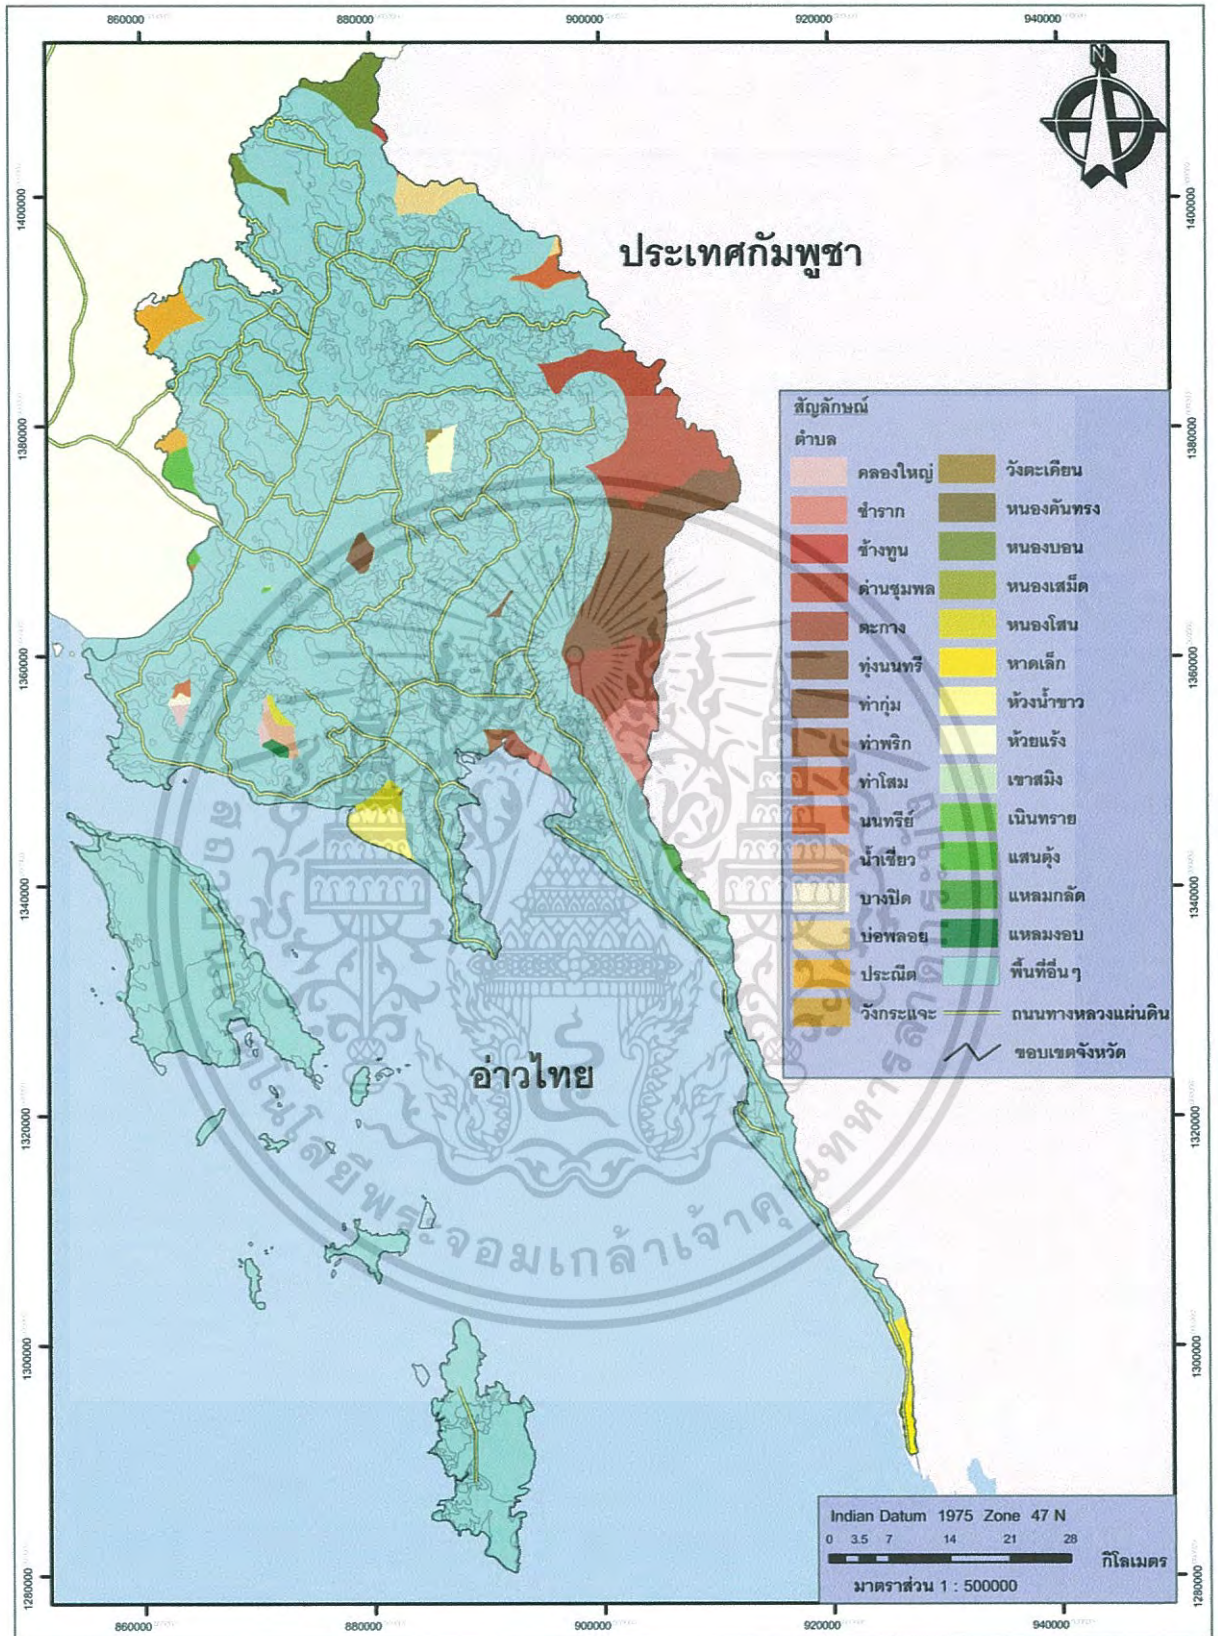 860000 880000 900000 920000 940000
N
1400000 1400000
ประเทศกัมพูชา
1380000 1380000
สัญลักษณ์
ตำบล
คลองใหญ่ วังตะเคียน
ชำราก หนองคันทรง
ช้างทูน หนองบอน
ด่านชุมพล หนองเสม็ด
ตะกาง หนองโสน
ทุ่งนนทรี หาดเล็ก
ท่ากุ่ม ห้วงน้ำขาว
ท่าพริก ห้วยแร้ง
ท่าโสม เขาสมิง
นนทรีย์ เนินทราย
น้ำเชี่ยว แสนตุ้ง
บางปิด แหลมกลัด
บ่อพลอย แหลมงอบ
ประณีต พื้นที่อื่นๆ
วังกระแจะ ถนนทางหลวงแผ่นดิน
ขอบเขตจังหวัด
1360000 1360000
1340000 1340000
อ่าวไทย
1320000 1320000
1300000 1300000
Indian Datum 1975 Zone 47 N
0 3.5 7 14 21 28
กิโลเมตร
มาตราส่วน 1 : 500000
1280000 1280000
860000 880000 900000 920000 940000